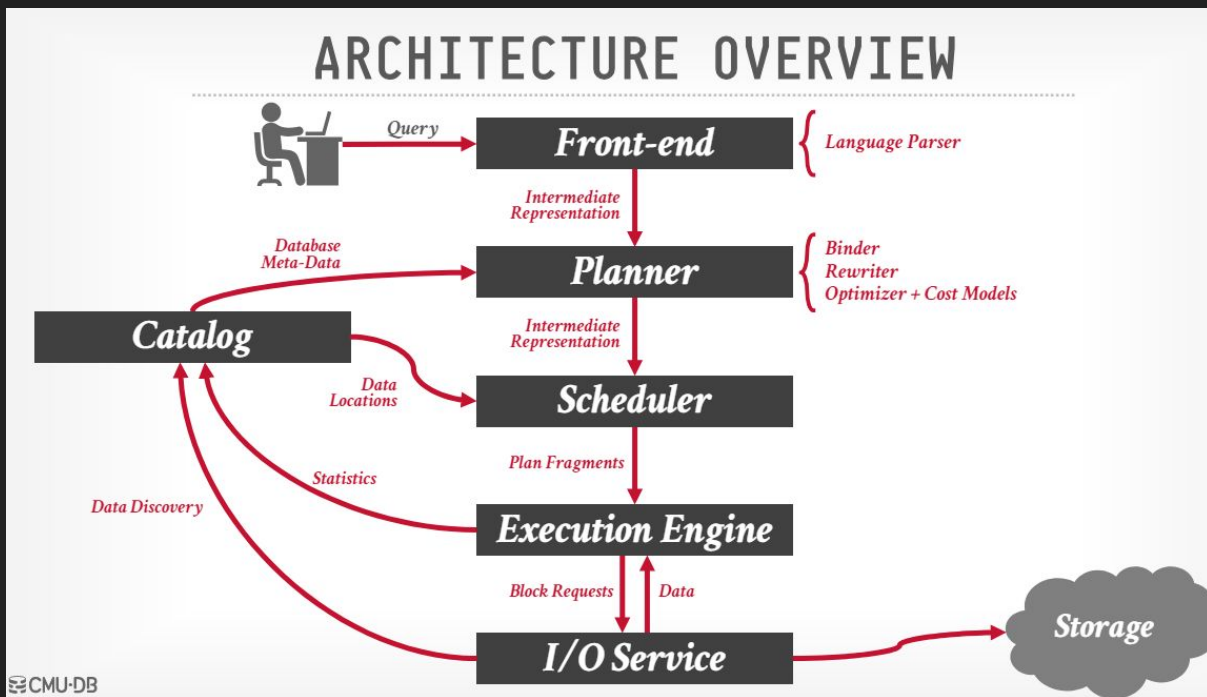 ARCHITECTURE OVERVIEW
Query
Front-end
Language Parser
Intermediate
Representation
Database
Meta-Data
Planner
Binder
Rewriter
Optimizer + Cost Models
Catalog
Intermediate
Representation
Data
Locations
Scheduler
Plan Fragments
Statistics
Data Discovery
Execution Engine
Block Requests
Data
I/O Service
Storage
CMU·DB